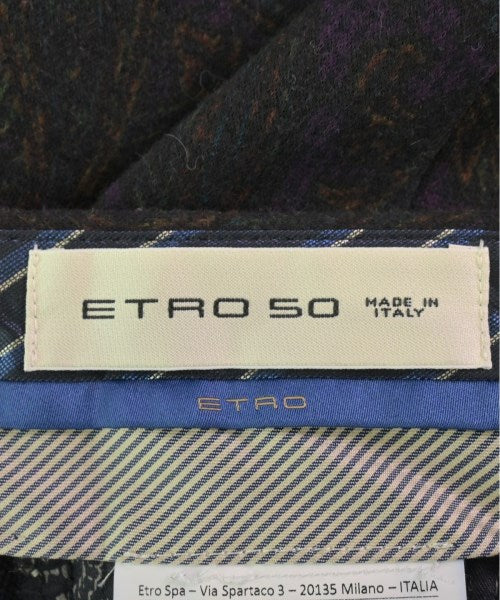 ETRO 50 MADE IN
ITALY
ETRO
Etro Spa – Via Spartaco 3 – 20135 Milano – ITALIA